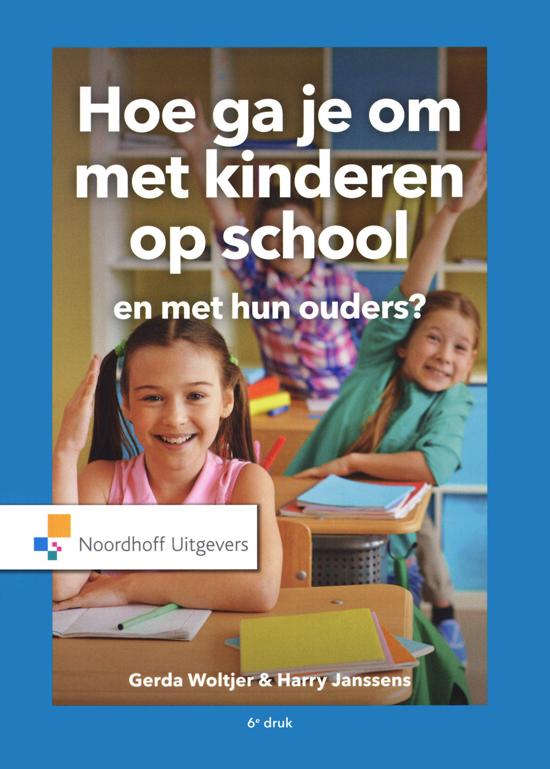 Hoe ga je om
met kinderen
op school
en met hun ouders?
Noordhoff Uitgevers
Gerda Woltjer & Harry Janssens
6e druk